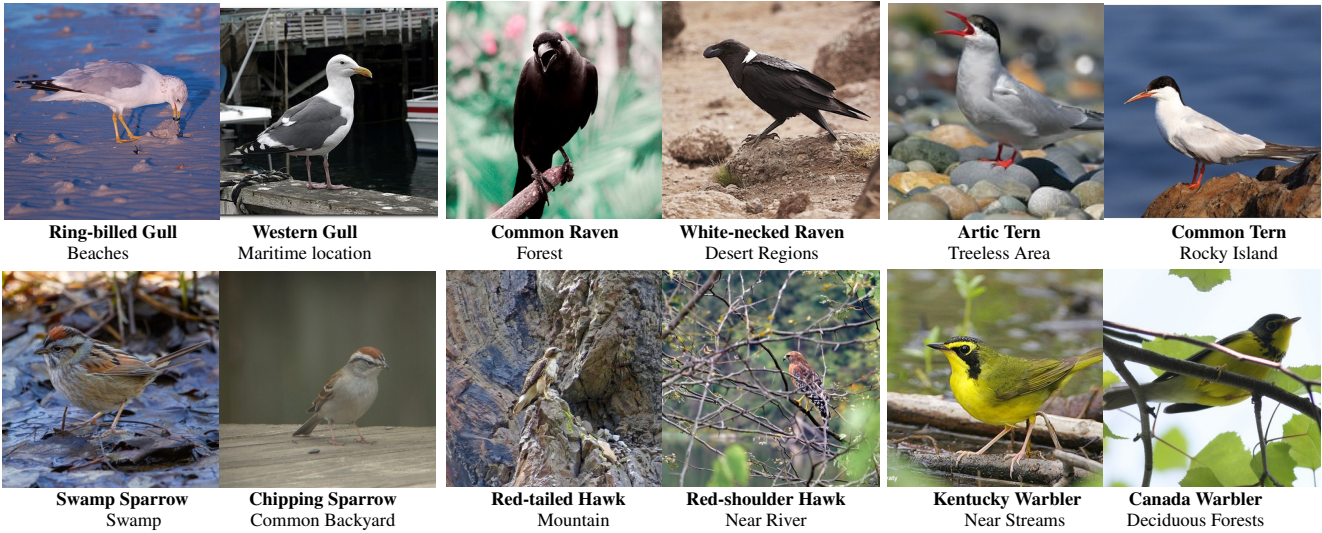 Ring-billed Gull
Beaches
Western Gull
Maritime location
Common Raven
Forest
White-necked Raven
Desert Regions
Artic Tern
Treeless Area
Common Tern
Rocky Island
Swamp Sparrow
Swamp
Chipping Sparrow
Common Backyard
Red-tailed Hawk
Mountain
Red-shoulder Hawk
Near River
Kentucky Warbler
Near Streams
Canada Warbler
Deciduous Forests